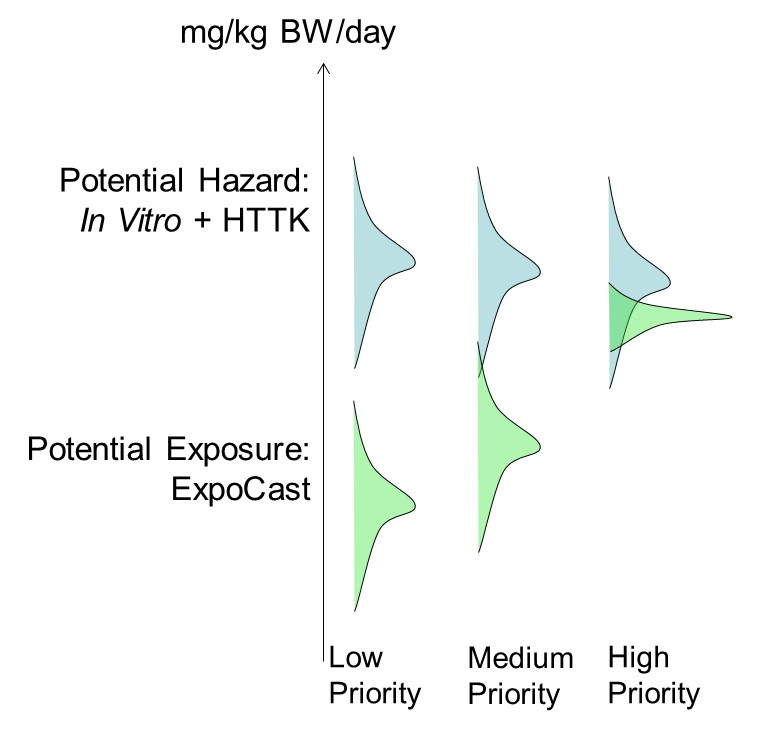 mg/kg BW/day
Potential Hazard:
In Vitro + HTTK
Potential Exposure:
ExpoCast
Low
Priority
Medium
Priority
High
Priority